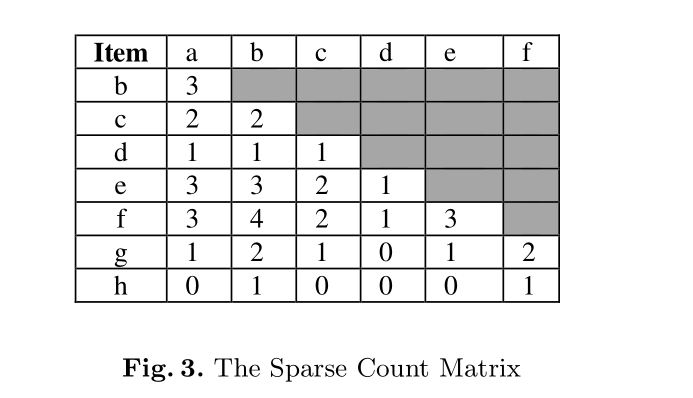 Item a b c d e f
b 3
c 2 2
d 1 1 1
e 3 3 2 1
f 3 4 2 1 3
g 1 2 1 0 1 2
h 0 1 0 0 0 1
Fig. 3. The Sparse Count Matrix